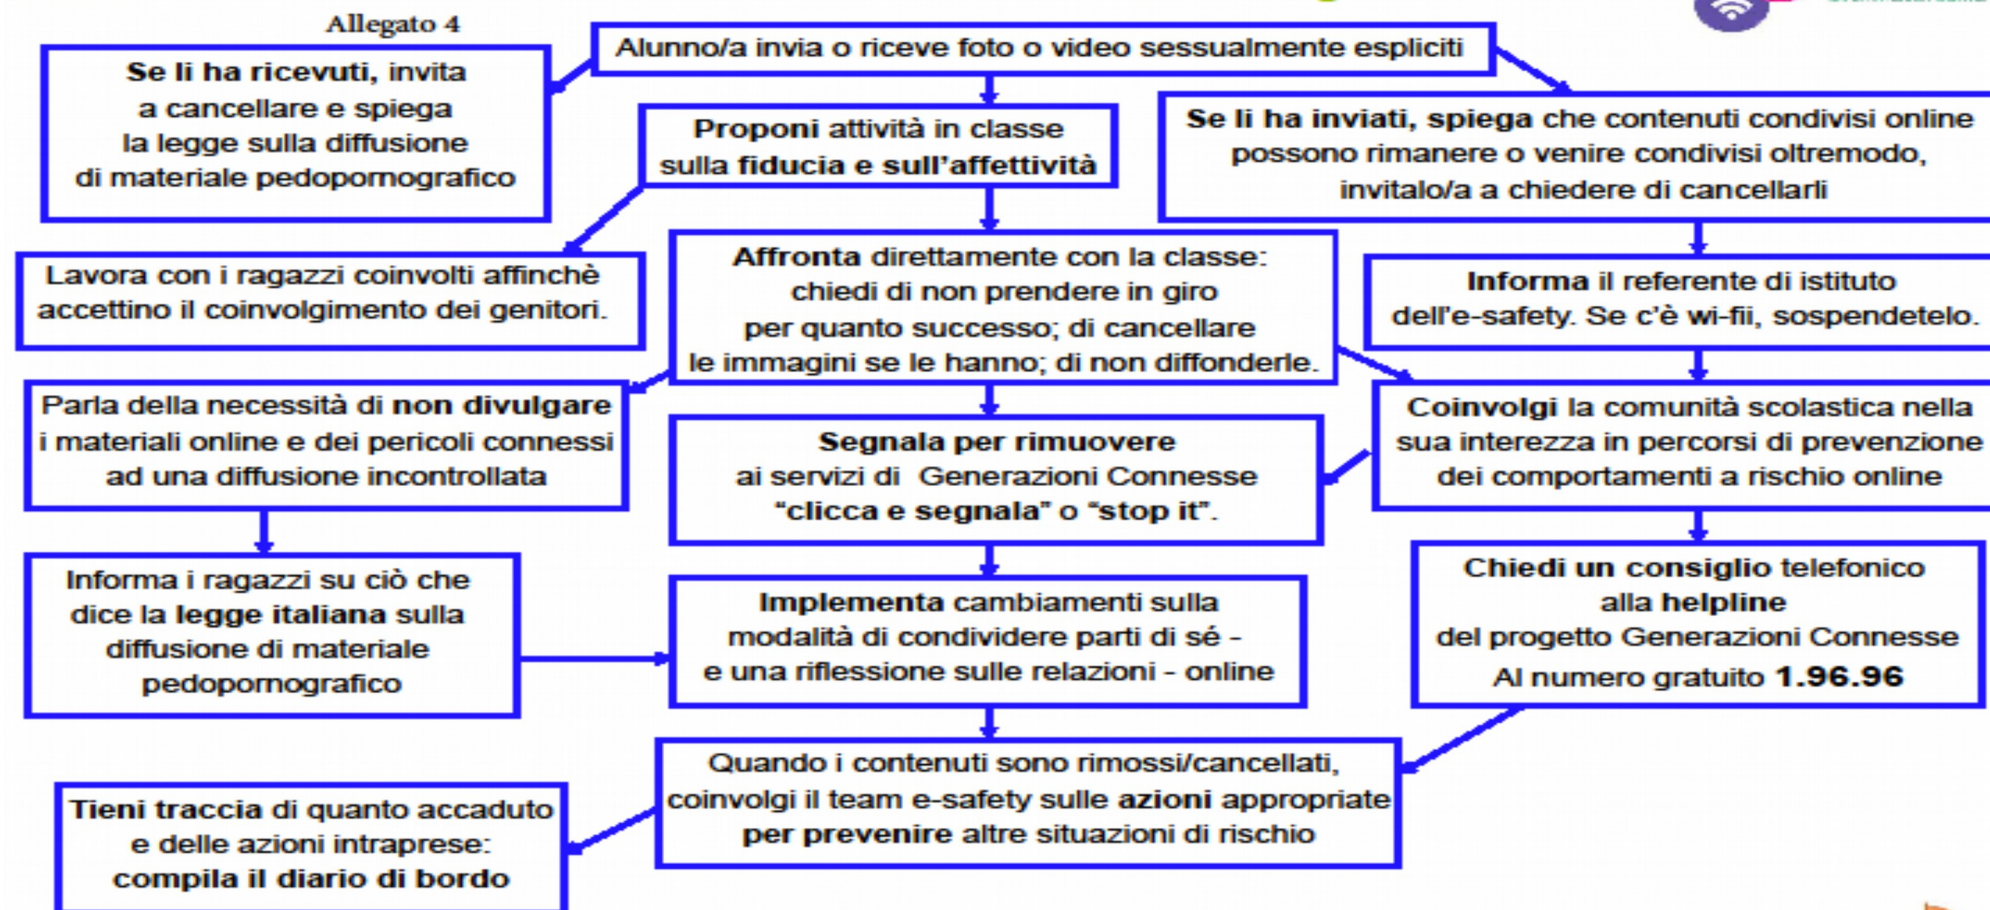 Allegato 4
Alunno/a invia o riceve foto o video sessualmente espliciti
Se li ha ricevuti, invita
a cancellare e spiega
la legge sulla diffusione
di materiale pedopornografico
Proponi attività in classe
sulla fiducia e sull'affettività
Se li ha inviati, spiega che contenuti condivisi online
possono rimanere o venire condivisi oltremodo,
invitalo/a a chiedere di cancellarli
Lavora con i ragazzi coinvolti affinchè
accettino il coinvolgimento dei genitori.
Affronta direttamente con la classe:
chiedi di non prendere in giro
per quanto successo; di cancellare
le immagini se le hanno; di non diffonderle.
Informa il referente di istituto
dell'e-safety. Se c'è wi-fii, sospendetelo.
Parla della necessità di non divulgare
i materiali online e dei pericoli connessi
ad una diffusione incontrollata
Segnala per rimuovere
ai servizi di Generazioni Connesse
"clicca e segnala" o "stop it".
Coinvolgi la comunità scolastica nella
sua interezza in percorsi di prevenzione
dei comportamenti a rischio online
Informa i ragazzi su ciò che
dice la legge italiana sulla
diffusione di materiale
pedopornografico
Implementa cambiamenti sulla
modalità di condividere parti di sé -
e una riflessione sulle relazioni - online
Chiedi un consiglio telefonico
alla helpline
del progetto Generazioni Connesse
Al numero gratuito 1.96.96
Quando i contenuti sono rimossi/cancellati,
coinvolgi il team e-safety sulle azioni appropriate
per prevenire altre situazioni di rischio
Tieni traccia di quanto accaduto
e delle azioni intraprese:
compila il diario di bordo